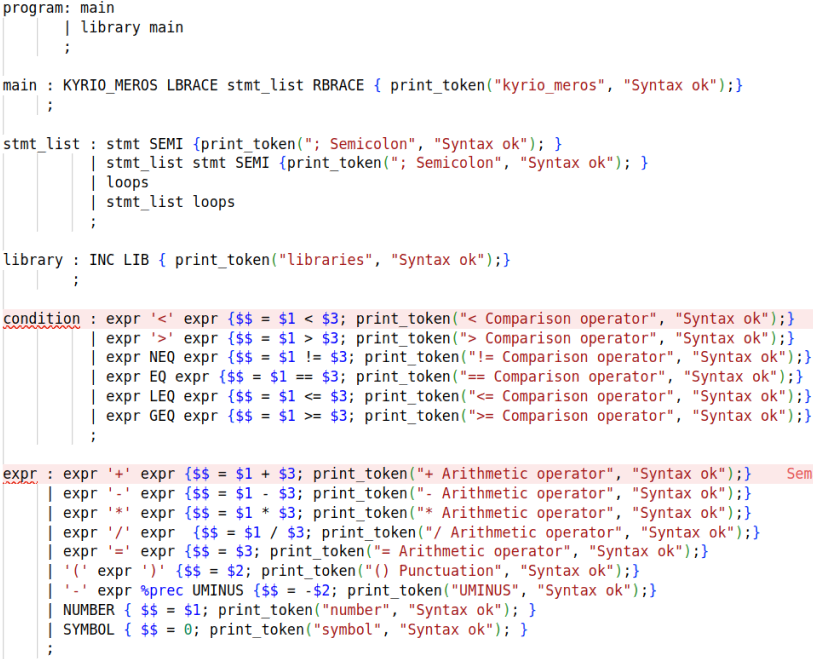 program: main
| library main
;
main : KYRIO_MEROS LBRACE stmt_list RBRACE { print_token("kyrio_meros", "Syntax ok");}
;
stmt_list : stmt SEMI {print_token("; Semicolon", "Syntax ok"); }
| stmt_list stmt SEMI {print_token("; Semicolon", "Syntax ok"); }
| loops
| stmt_list loops
;
library : INC LIB { print_token("libraries", "Syntax ok");}
;
condition : expr '<' expr {$$ = $1 < $3; print_token("< Comparison operator", "Syntax ok");}
| expr '>' expr {$$ = $1 > $3; print_token("> Comparison operator", "Syntax ok");}
| expr NEQ expr {$$ = $1 != $3; print_token("!= Comparison operator", "Syntax ok");}
| expr EQ expr {$$ = $1 == $3; print_token("== Comparison operator", "Syntax ok");}
| expr LEQ expr {$$ = $1 <= $3; print_token("<= Comparison operator", "Syntax ok");}
| expr GEQ expr {$$ = $1 >= $3; print_token(">= Comparison operator", "Syntax ok");}
;
expr : expr '+' expr {$$ = $1 + $3; print_token("+ Arithmetic operator", "Syntax ok");} Sem
| expr '-' expr {$$ = $1 - $3; print_token("- Arithmetic operator", "Syntax ok");}
| expr '*' expr {$$ = $1 * $3; print_token("* Arithmetic operator", "Syntax ok");}
| expr '/' expr  {$$ = $1 / $3; print_token("/ Arithmetic operator", "Syntax ok");}
| expr '=' expr {$$ = $3; print_token("= Arithmetic operator", "Syntax ok");}
| '(' expr ')' {$$ = $2; print_token("() Punctuation", "Syntax ok");}
| '-' expr %prec UMINUS {$$ = -$2; print_token("UMINUS", "Syntax ok");}
| NUMBER { $$ = $1; print_token("number", "Syntax ok"); }
| SYMBOL { $$ = 0; print_token("symbol", "Syntax ok"); }
;